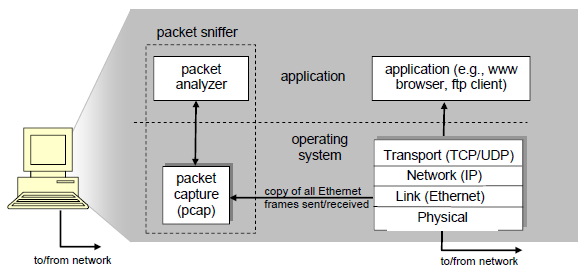 packet sniffer
packet
analyzer
application
application (e.g., www
browser, ftp client)
operating
system
packet
capture
(pcap)
copy of all Ethernet
frames sent/received
Transport (TCP/UDP)
Network (IP)
Link (Ethernet)
Physical
to/from network
to/from network